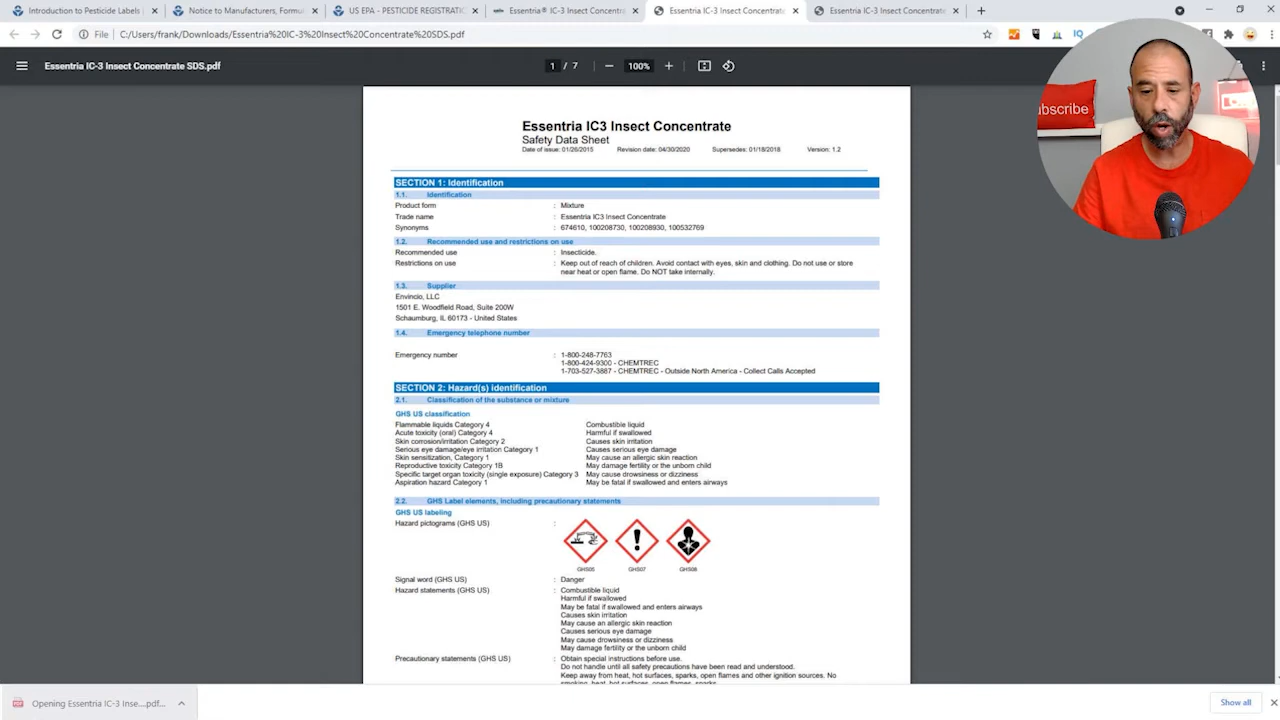 Introduction to Pesticide Labels
Notice to Manufacturers, Formul
US EPA - PESTICIDE REGISTRATIO
Essentria® IC-3 Insect Concentra
Essentria IC-3 Insect Concentrate
Essentria IC-3 Insect Concentrate
File
C:/Users/frank/Downloads/Essentria%20IC-3%20Insect%20Concentrate%20SDS.pdf
IQ
Essentria IC-3 Insect Concentrate SDS.pdf
1 / 7
100%
ubscribe
Essentria IC3 Insect Concentrate
Safety Data Sheet
Date of issue: 01/26/2015 Revision date: 04/30/2020 Supersedes: 01/18/2018 Version: 1.2
SECTION 1: Identification
1.1. Identification
Product form : Mixture
Trade name : Essentria IC3 Insect Concentrate
Synonyms : 674610, 100208730, 100208930, 100532769
1.2. Recommended use and restrictions on use
Recommended use : Insecticide.
Restrictions on use : Keep out of reach of children. Avoid contact with eyes, skin and clothing. Do not use or store
near heat or open flame. Do NOT take internally.
1.3. Supplier
Envincio, LLC
1501 E. Woodfield Road, Suite 200W
Schaumburg, IL 60173 - United States
1.4. Emergency telephone number
Emergency number : 1-800-248-7763
1-800-424-9300 - CHEMTREC
1-703-527-3887 - CHEMTREC - Outside North America - Collect Calls Accepted
SECTION 2: Hazard(s) identification
2.1. Classification of the substance or mixture
GHS US classification
Flammable liquids Category 4 Combustible liquid
Acute toxicity (oral) Category 4 Harmful if swallowed
Skin corrosion/irritation Category 2 Causes skin irritation
Serious eye damage/eye irritation Category 1 Causes serious eye damage
Skin sensitization, Category 1 May cause an allergic skin reaction
Reproductive toxicity Category 1B May damage fertility or the unborn child
Specific target organ toxicity (single exposure) Category 3 May cause drowsiness or dizziness
Aspiration hazard Category 1 May be fatal if swallowed and enters airways
2.2. GHS Label elements, including precautionary statements
GHS US labeling
Hazard pictograms (GHS US) :
GHS05 GHS07 GHS08
Signal word (GHS US) : Danger
Hazard statements (GHS US) : Combustible liquid
Harmful if swallowed
May be fatal if swallowed and enters airways
Causes skin irritation
May cause an allergic skin reaction
Causes serious eye damage
May cause drowsiness or dizziness
May damage fertility or the unborn child
Precautionary statements (GHS US) : Obtain special instructions before use.
Do not handle until all safety precautions have been read and understood.
Keep away from heat, hot surfaces, sparks, open flames and other ignition sources. No
smoking. heat, hot surfaces, open flames, sparks.
Opening Essentria IC-3 Inse....pdf...
Show all